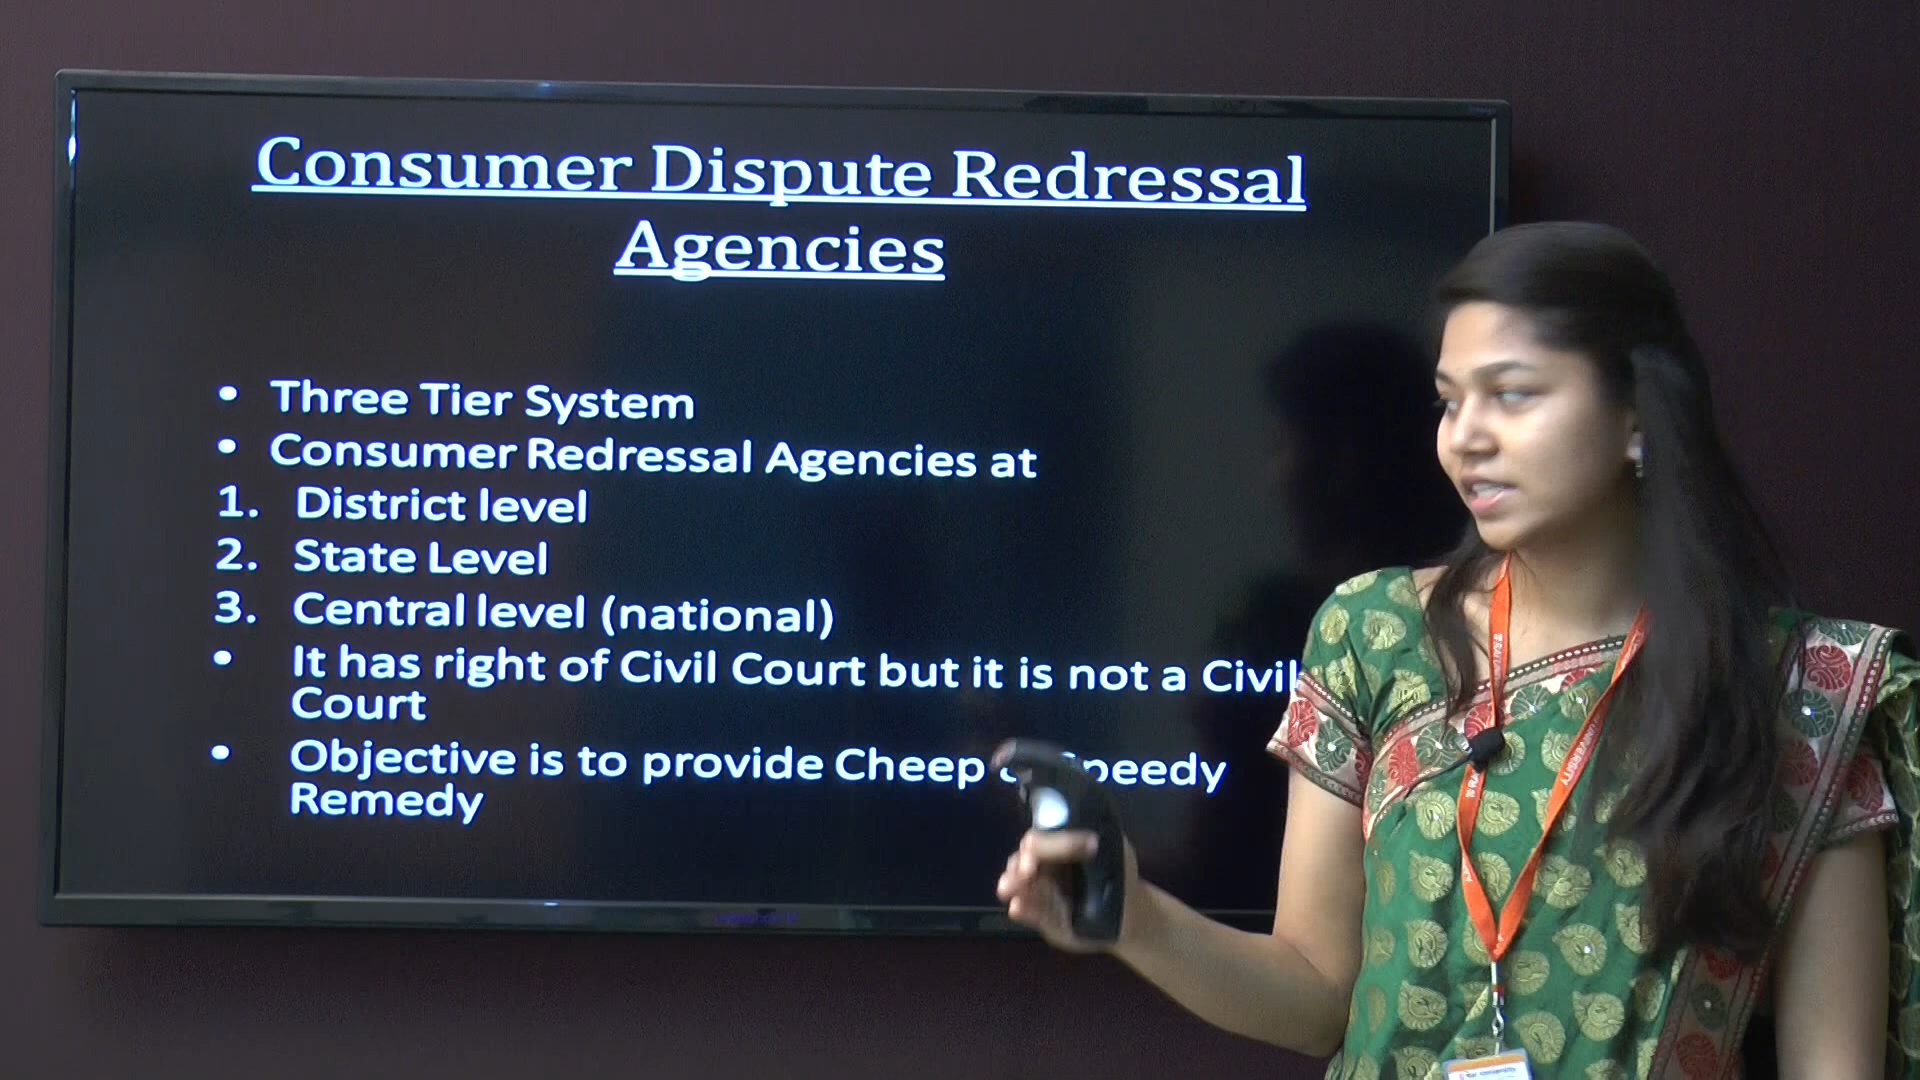 Consumer Dispute Redressal
Agencies
• Three Tier System
• Consumer Redressal Agencies at
1. District level
2. State Level
3. Central level (national)
• It has right of Civil Court but it is not a Civil
Court
• Objective is to provide Cheep peedy
Remedy
UNIVERSITY